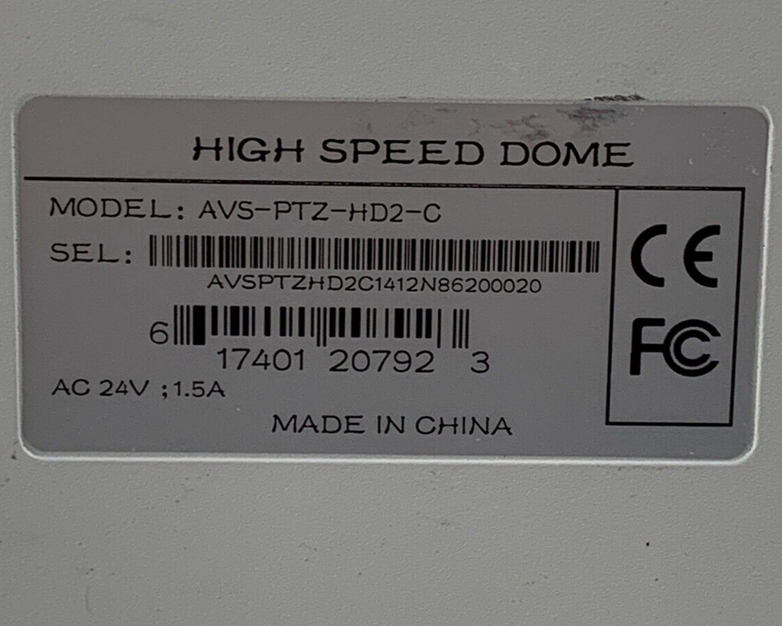 HIGH SPEED DOME
MODEL: AVS-PTZ-HD2-C
SEL:
AVSPTZHD2C1412N86200020
6 17401 20792 3
AC 24V ;1.5A
MADE IN CHINA
CE
FC